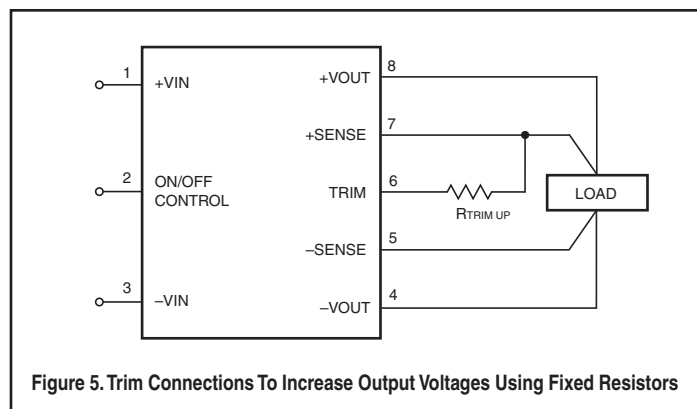 1
+VIN
+VOUT
8
+SENSE
7
2
ON/OFF
CONTROL
TRIM
6
RTRIM UP
LOAD
–SENSE
5
3
–VIN
–VOUT
4
Figure 5. Trim Connections To Increase Output Voltages Using Fixed Resistors